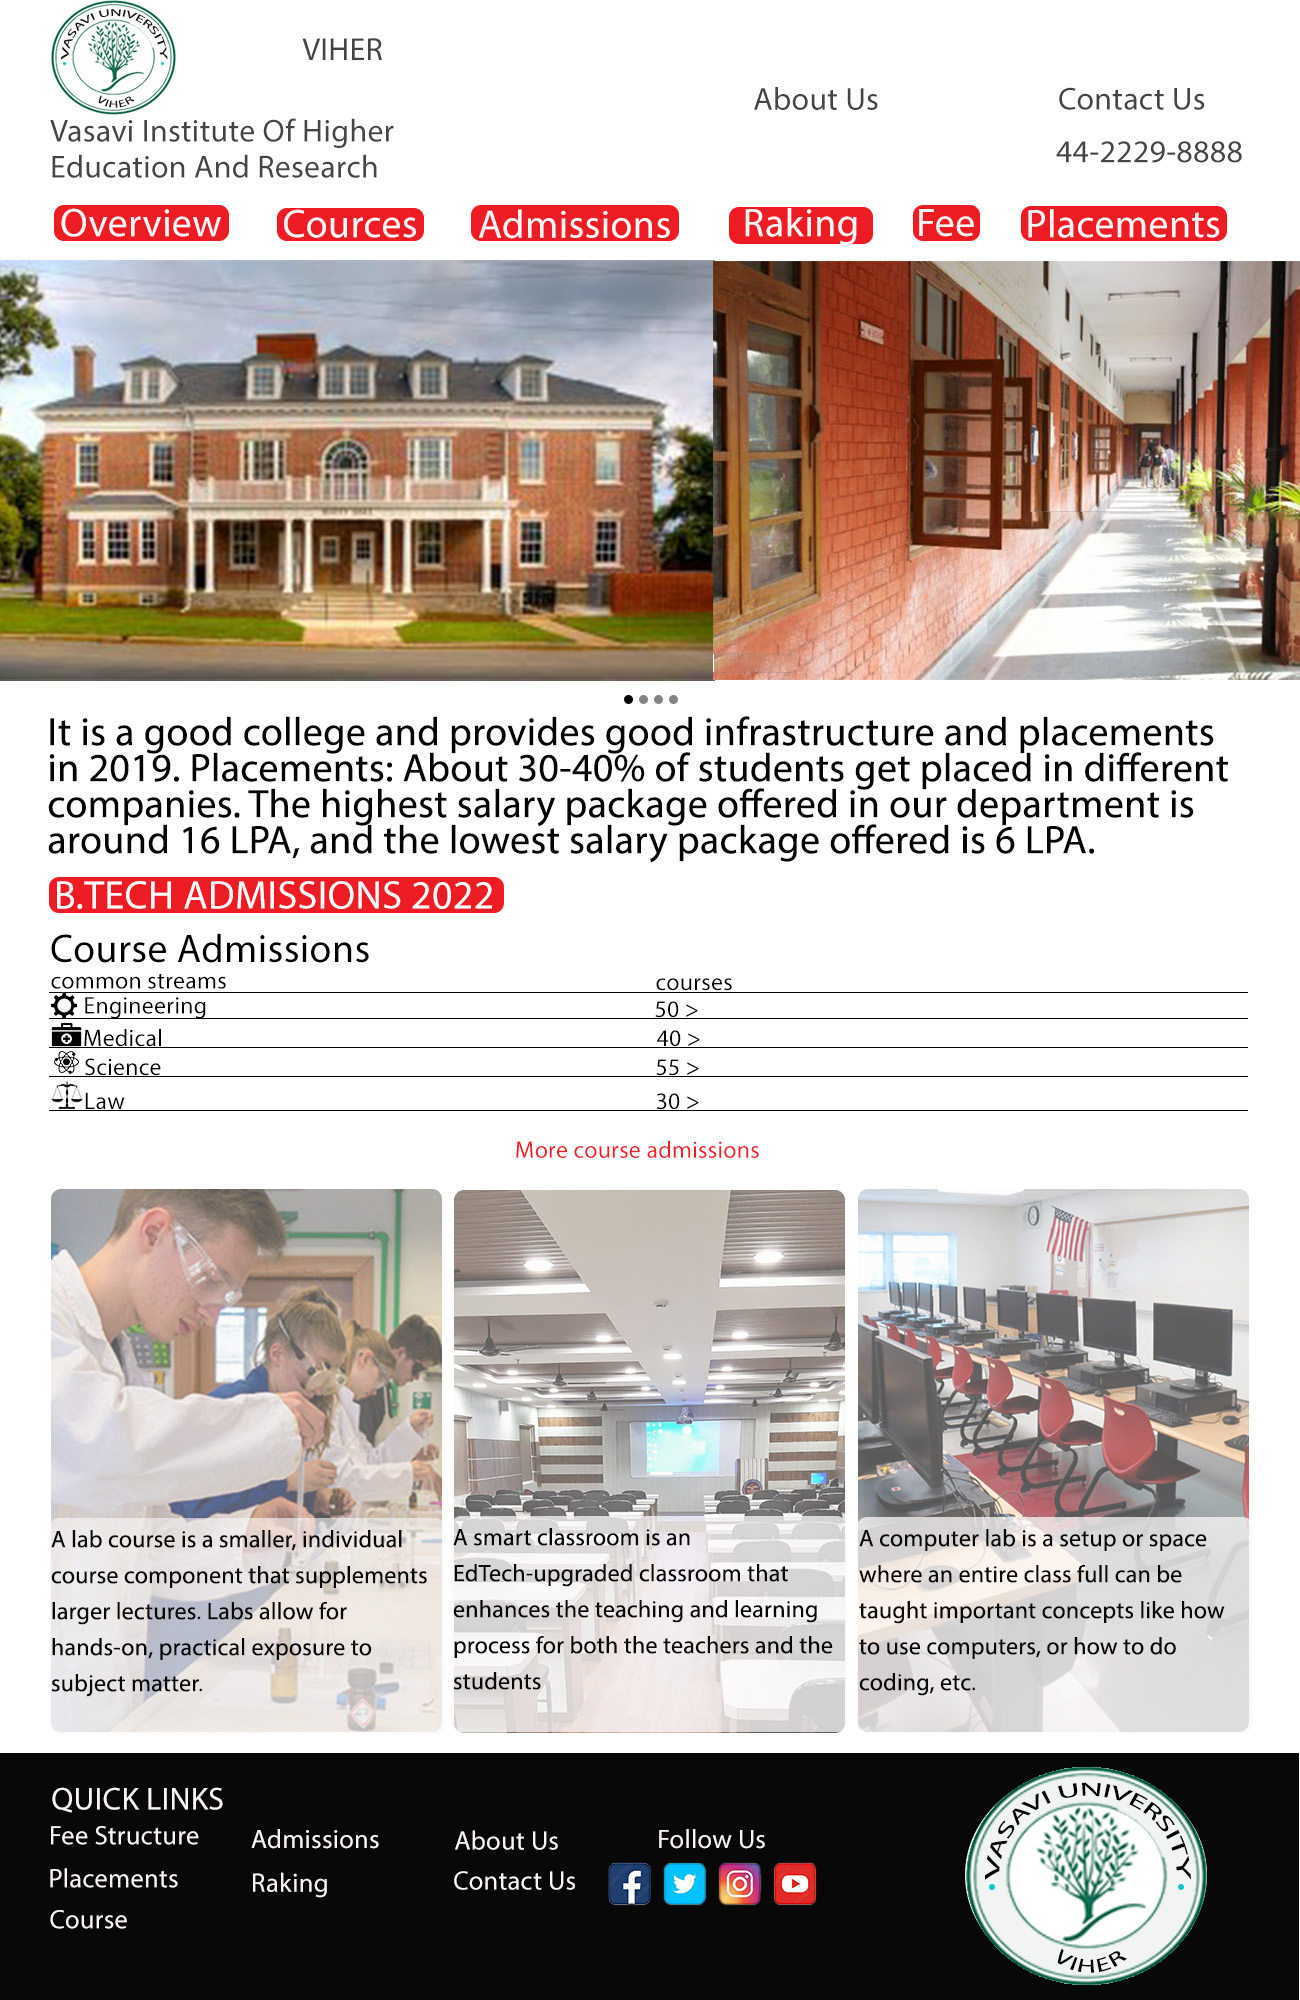 VASAVI UNIVERSITY
VIHER
VIHER
Vasavi Institute Of Higher
Education And Research
About Us
Contact Us
44-2229-8888
Overview
Cources
Admissions
Raking
Fee
Placements
It is a good college and provides good infrastructure and placements
in 2019. Placements: About 30-40% of students get placed in different
companies. The highest salary package offered in our department is
around 16 LPA, and the lowest salary package offered is 6 LPA.
B.TECH ADMISSIONS 2022
Course Admissions
common streams courses
Engineering 50 >
Medical 40 >
Science 55 >
Law 30 >
More course admissions
A lab course is a smaller, individual
course component that supplements
larger lectures. Labs allow for
hands-on, practical exposure to
subject matter.
A smart classroom is an
EdTech-upgraded classroom that
enhances the teaching and learning
process for both the teachers and the
students
A computer lab is a setup or space
where an entire class full can be
taught important concepts like how
to use computers, or how to do
coding, etc.
QUICK LINKS
Fee Structure
Placements
Course
Admissions
Raking
About Us
Contact Us
Follow Us
VASAVI UNIVERSITY
VIHER